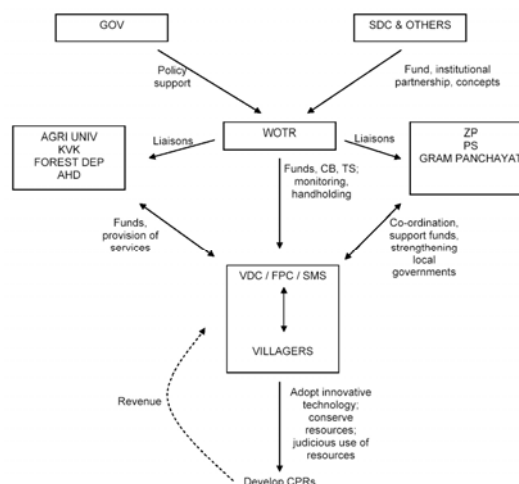 GOV
SDC & OTHERS
Policy
support
Fund, institutional
partnership, concepts
AGRI UNIV
KVK
FOREST DEP
AHD
Liaisons
WOTR
Liaisons
ZP
PS
GRAM PANCHAYAT
Funds, CB, TS;
monitoring,
handholding
Funds,
provision of
services
Co-ordination,
support funds,
strengthening
local
governments
VDC / FPC / SMS
VILLAGERS
Revenue
Adopt innovative
technology;
conserve
resources;
judicious use of
resources
Develop CPRs